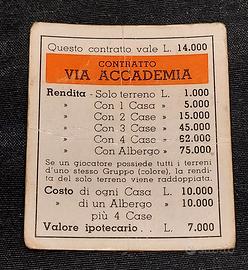 Questo contratto vale L. 14.000
CONTRATTO
VIA ACCADEMIA
Rendita - Solo terreno L. 1.000
» Con 1 Casa » 5.000
» Con 2 Case » 15.000
» Con 3 Case » 45.000
» Con 4 Case » 62.000
» Con Albergo » 75.000
Se un giocatore possiede tutti i terreni
d'uno stesso Gruppo (colore), la rendi-
ta del solo terreno viene raddoppiata.
Costo di ogni Casa L. 10.000
» di un Albergo » 10.000
più 4 Case
Valore ipotecario . . L. 7.000